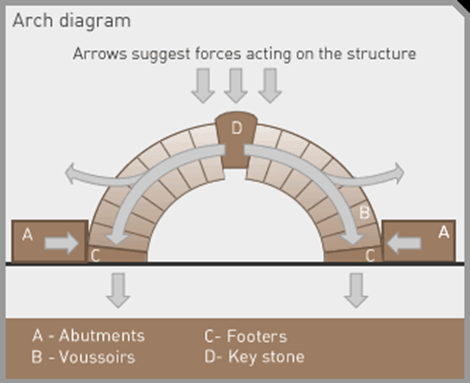 Arch diagram
Arrows suggest forces acting on the structure
D
B
A
A
C
C
A - Abutments
B - Voussoirs
C- Footers
D- Key stone